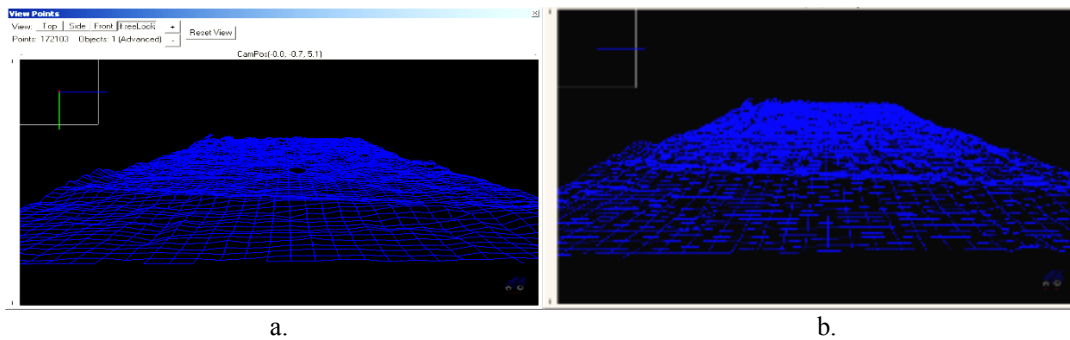 View Points
View: Top Side Front FreeLook +
Points: 172103 Objects: 1 (Advanced) - Reset View
CamPos(-0.0, -0.7, 5.1)
a.
b.